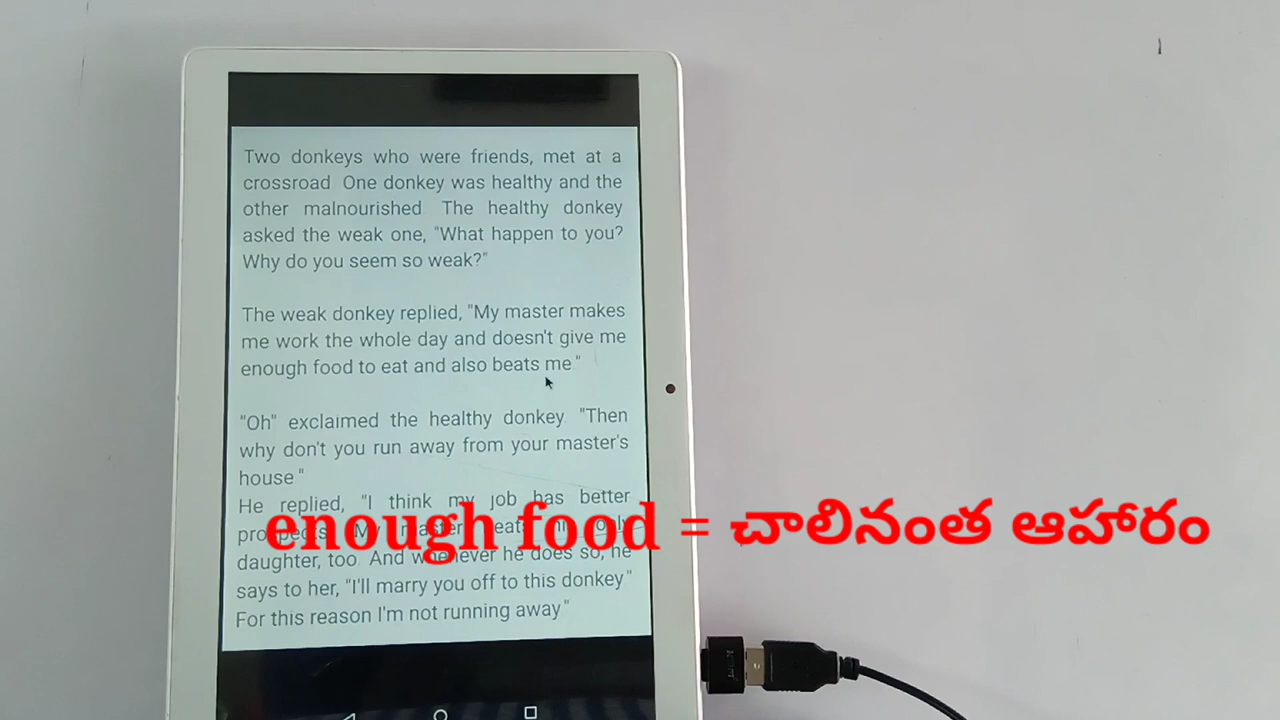 Two donkeys who were friends, met at a
crossroad. One donkey was healthy and the
other malnourished. The healthy donkey
asked the weak one, "What happen to you?
Why do you seem so weak?"
The weak donkey replied, "My master makes
me work the whole day and doesn't give me
enough food to eat and also beats me."
"Oh" exclaimed the healthy donkey. "Then
why don't you run away from your master's
house."
He replied, "I think my job has better
My only
enough food = చాలినంత ఆహారం
daughter, too. And whenever he does so, he
says to her, "I'll marry you off to this donkey."
For this reason I'm not running away."